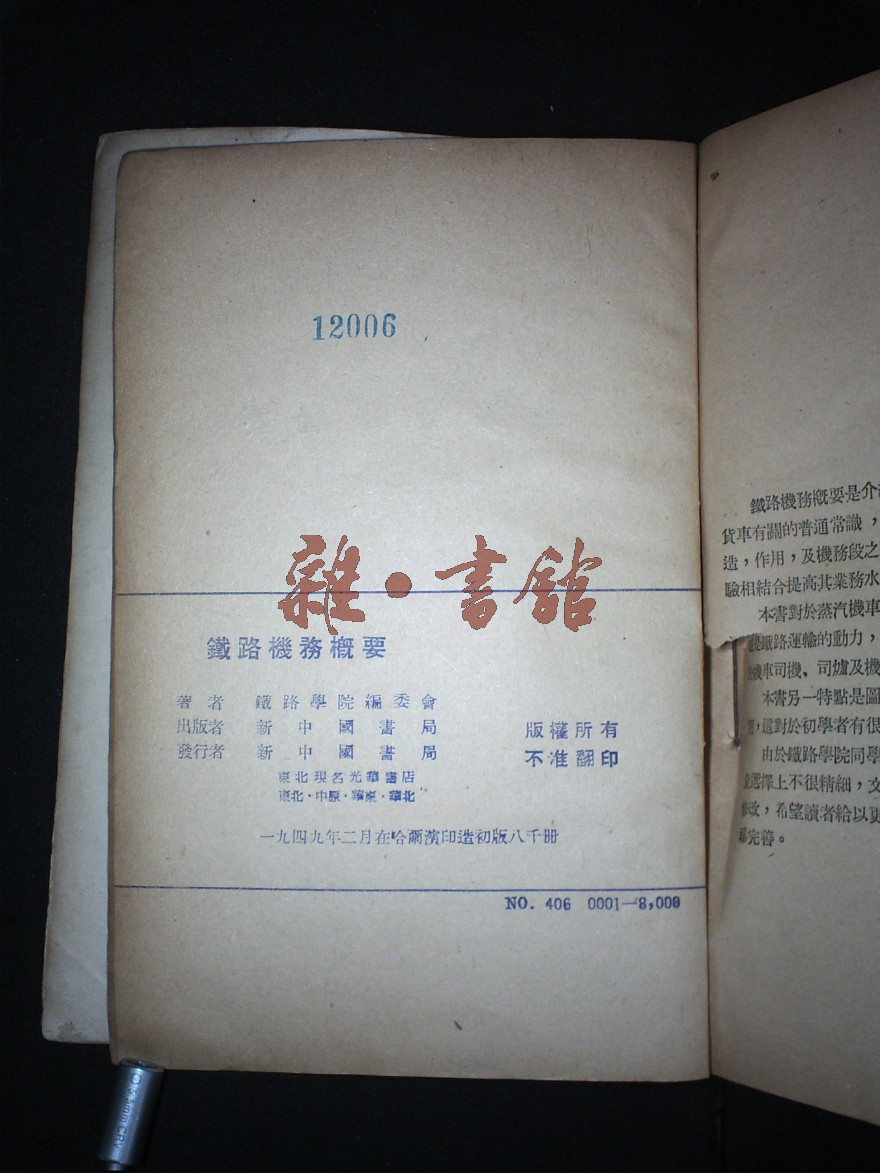 12006
雜·書館
鐵路機務概要
著者 鐵路學院編委會
出版者 新中國書局
發行者 新中國書局
東北現名光華書店
東北·中原·華東·華北
版權所有
不准翻印
一九四九年二月在哈爾濱印造初版八千册
NO. 406 0001—8,000
鐵路機務概要是介
貨車有關的普通常識，
造，作用，及機務段之
驗相結合提高其業務水
本書對於蒸汽機車
鐵路運輸的動力，
機車司機、司爐及機
本書另一特點是圖
，這對於初學者有很
由於鐵路學院同學
選擇上不很精細，文
修改，希望讀者給以更
完善。